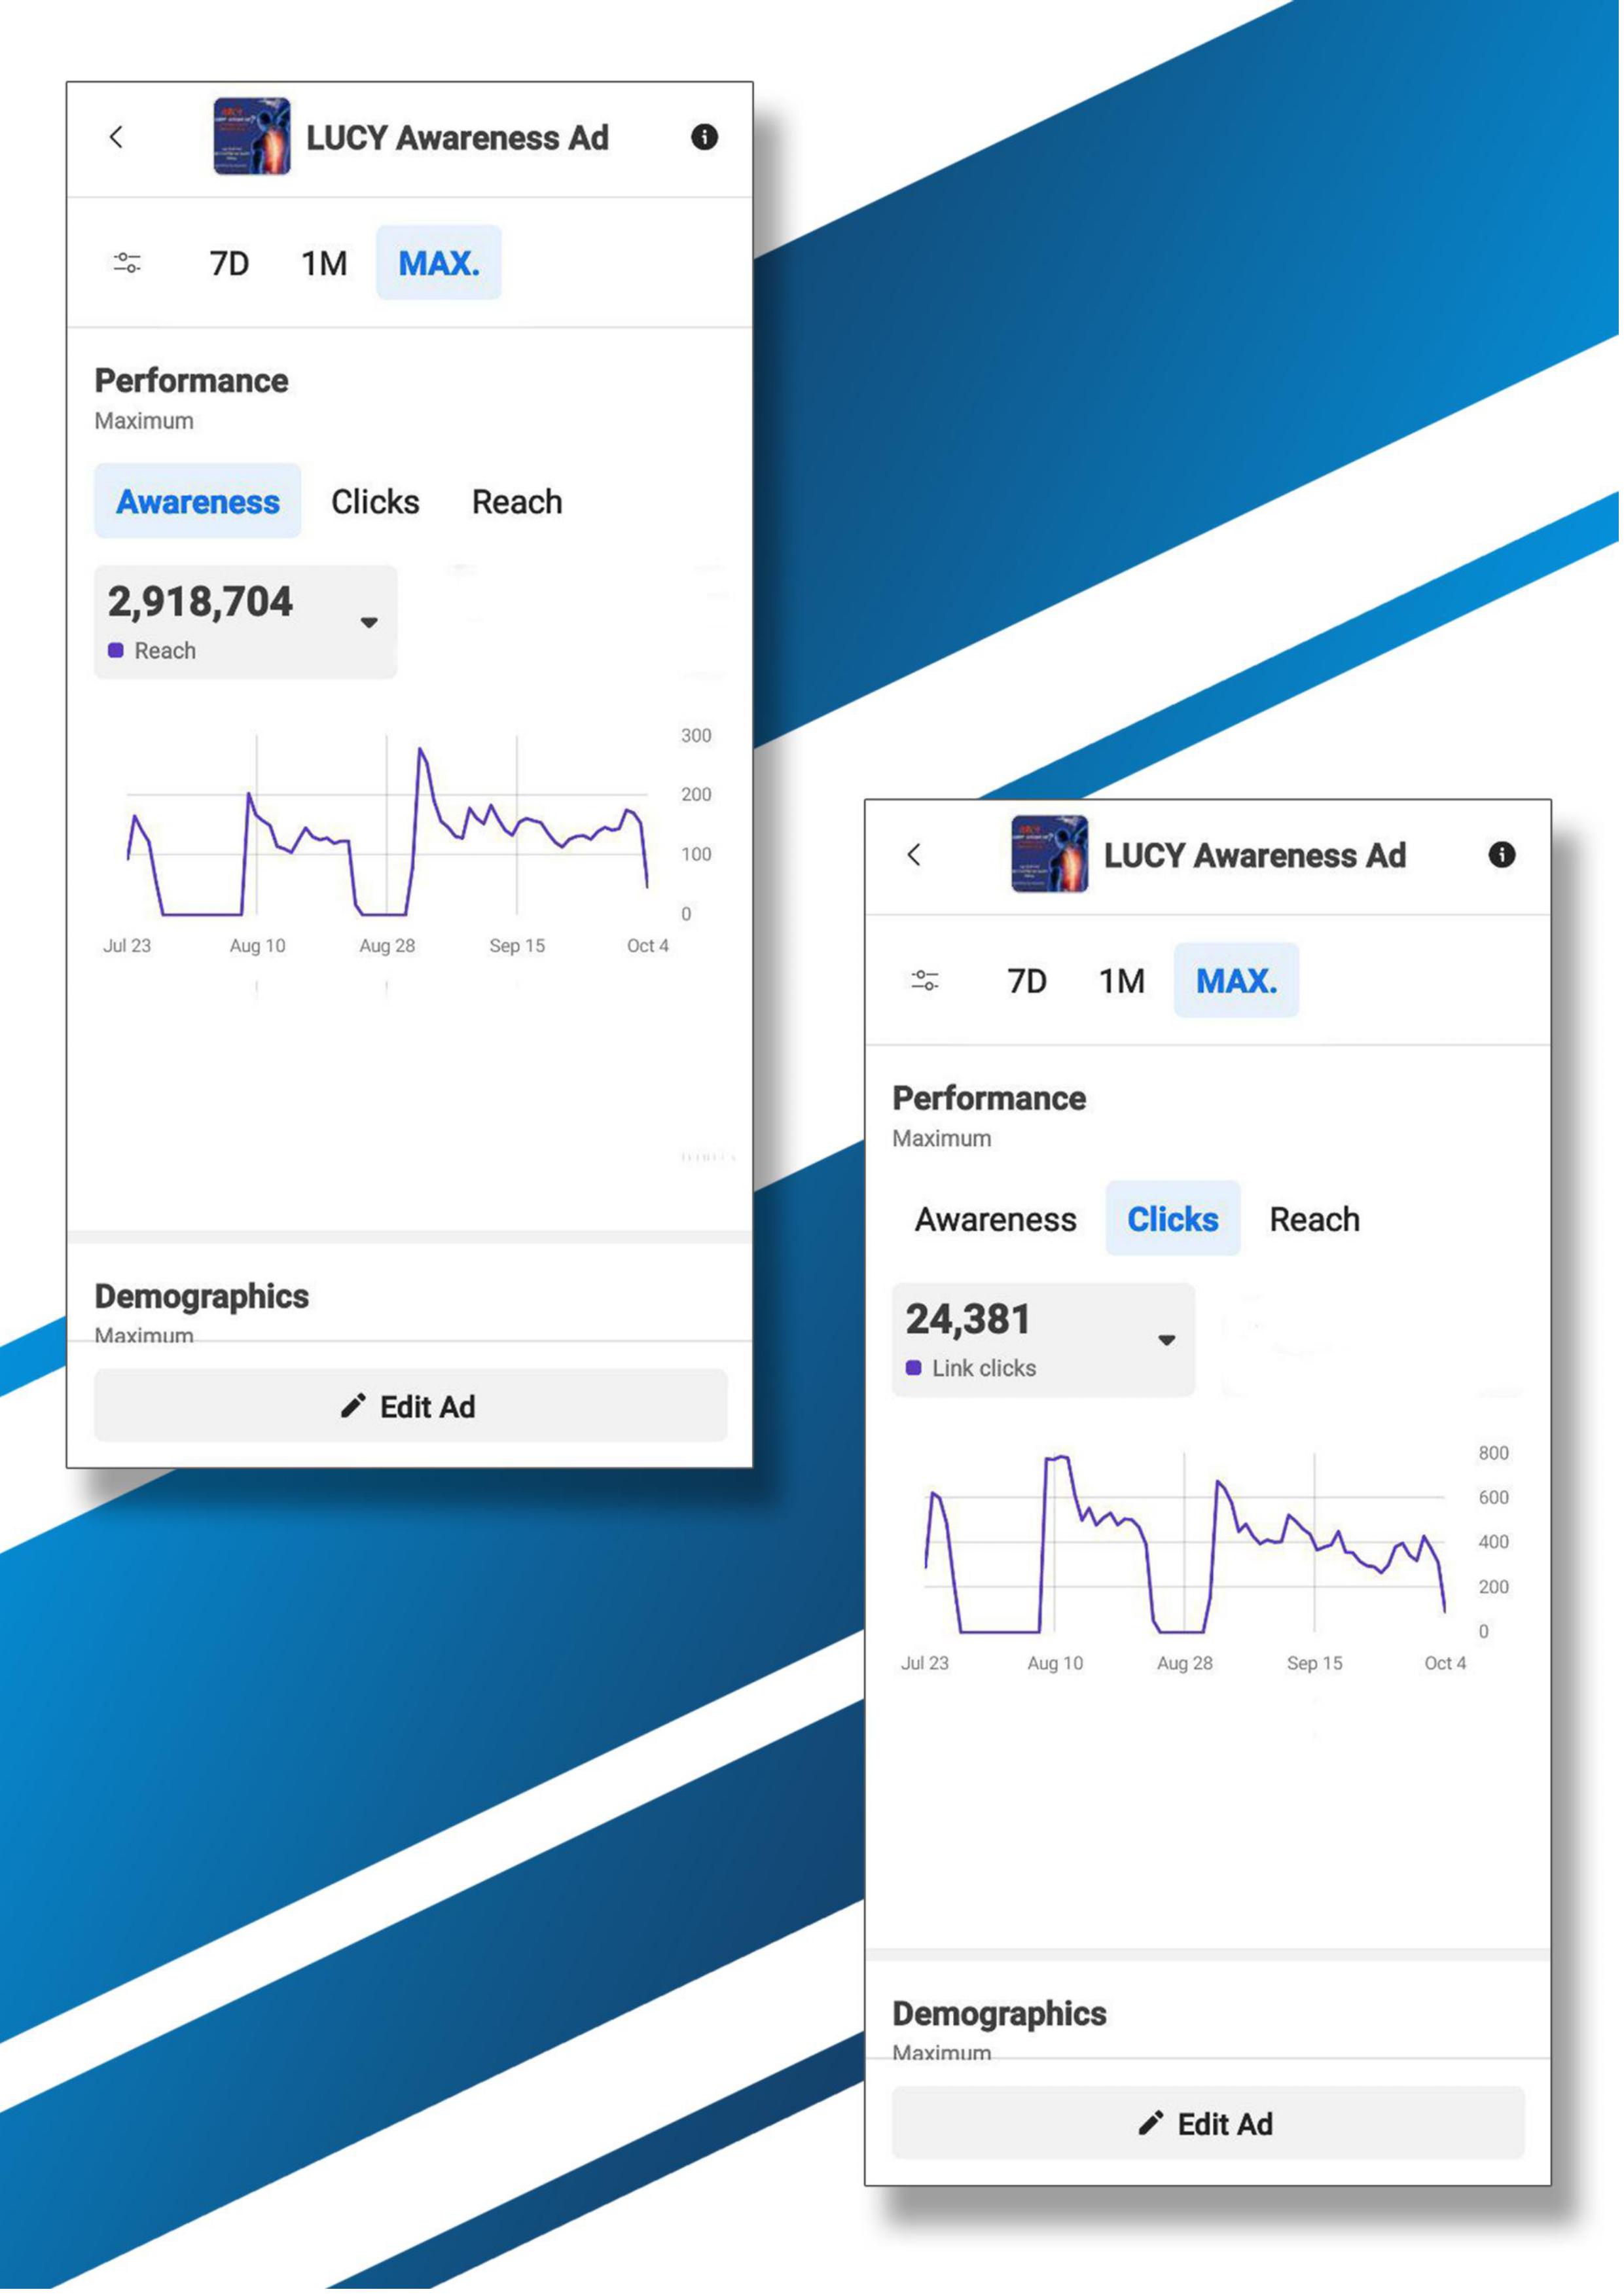 LUCY Awareness Ad
7D 1M MAX.
Performance
Maximum
Awareness Clicks Reach
2,918,704
Reach
300
200
100
0
Jul 23 Aug 10 Aug 28 Sep 15 Oct 4
Demographics
Maximum
Edit Ad
LUCY Awareness Ad
7D 1M MAX.
Performance
Maximum
Awareness Clicks Reach
24,381
Link clicks
800
600
400
200
0
Jul 23 Aug 10 Aug 28 Sep 15 Oct 4
Demographics
Maximum
Edit Ad